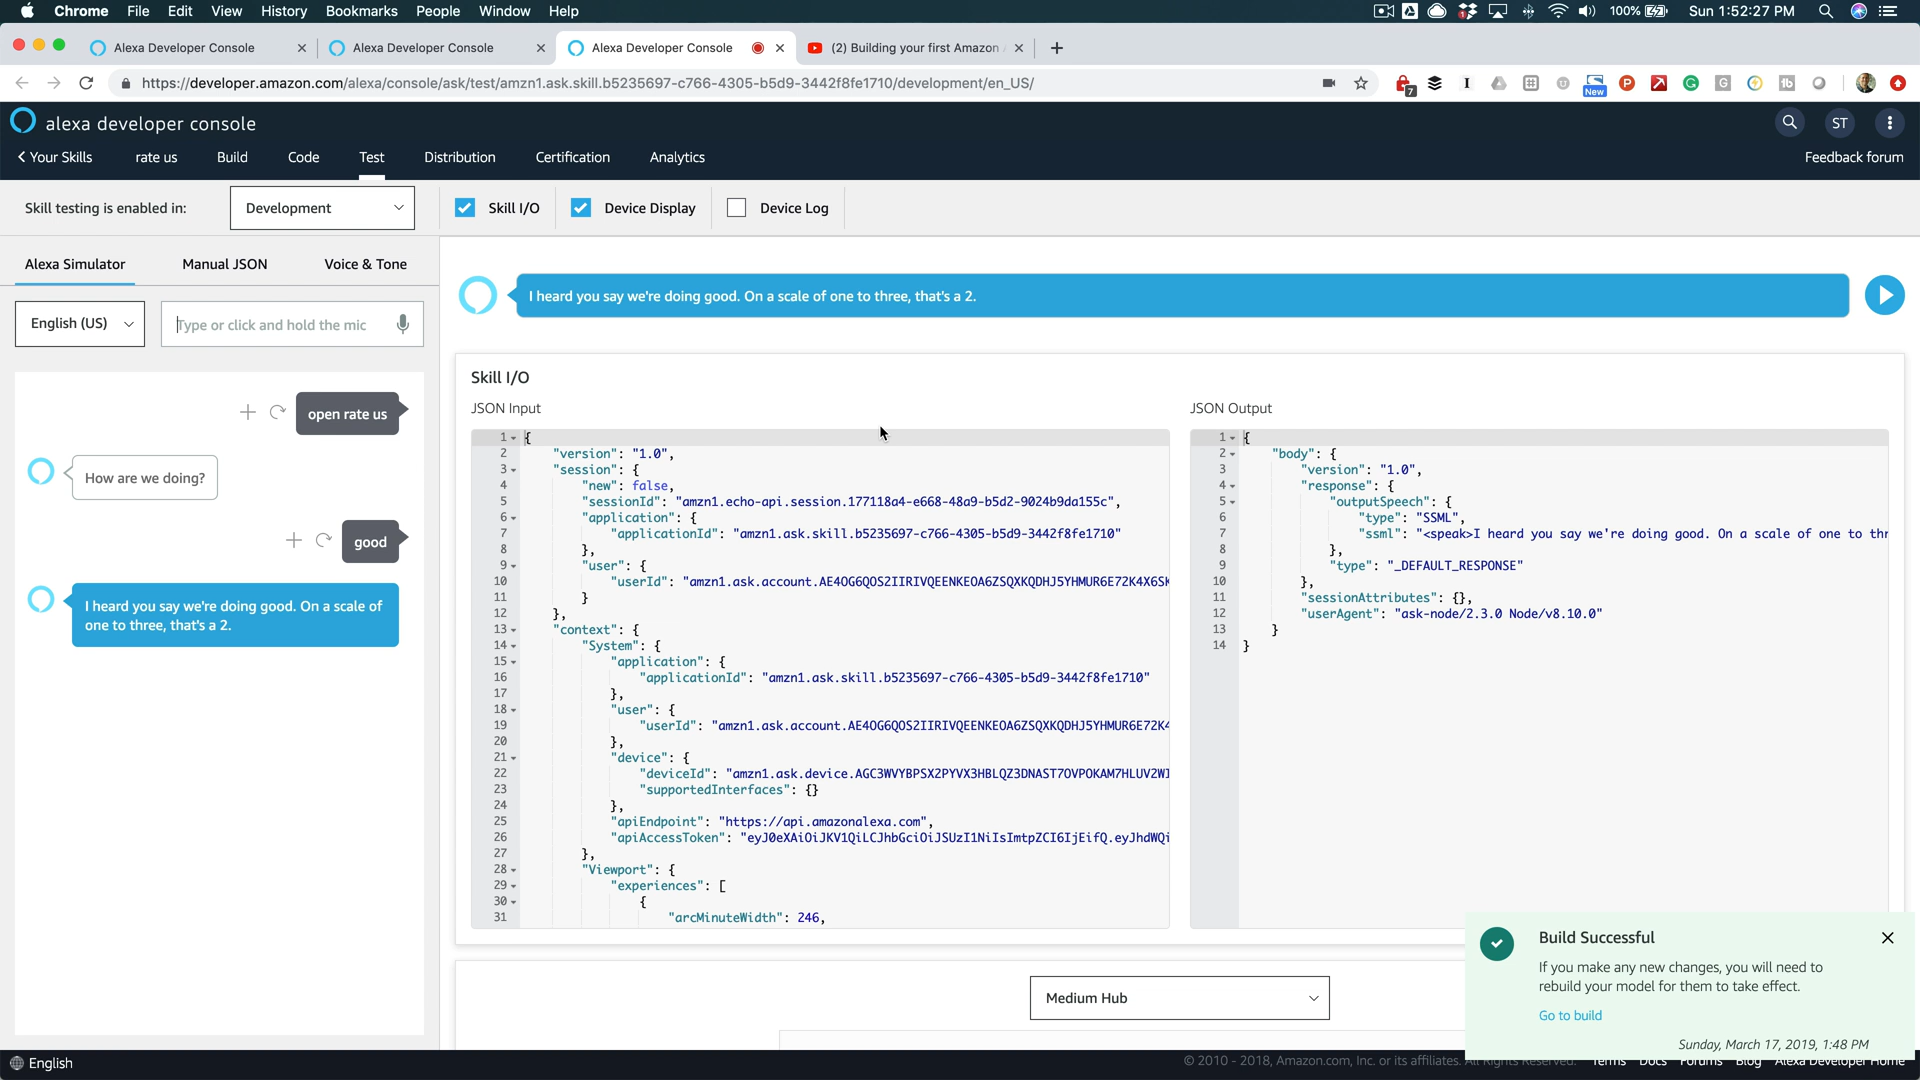 Chrome File Edit View History Bookmarks People Window Help 100% Sun 1:52:27 PM
Alexa Developer Console Alexa Developer Console Alexa Developer Console (2) Building your first Amazon
https://developer.amazon.com/alexa/console/ask/test/amzn1.ask.skill.b5235697-c766-4305-b5d9-3442f8fe1710/development/en_US/
7 New
alexa developer console ST
Your Skills rate us Build Code Test Distribution Certification Analytics Feedback forum
Skill testing is enabled in: Development Skill I/O Device Display Device Log
Alexa Simulator Manual JSON Voice & Tone
English (US) Type or click and hold the mic
open rate us
How are we doing?
good
I heard you say we're doing good. On a scale of
one to three, that's a 2.
I heard you say we're doing good. On a scale of one to three, that's a 2.
Skill I/O
JSON Input
1 {
2 "version": "1.0",
3 "session": {
4 "new": false,
5 "sessionId": "amzn1.echo-api.session.177118a4-e668-48a9-b5d2-9024b9da155c",
6 "application": {
7 "applicationId": "amzn1.ask.skill.b5235697-c766-4305-b5d9-3442f8fe1710"
8 },
9 "user": {
10 "userId": "amzn1.ask.account.AE4OG6QOS2IIRIVQEENKEOA6ZSQXKQDHJ5YHMUR6E72K4X6SK
11 }
12 },
13 "context": {
14 "System": {
15 "application": {
16 "applicationId": "amzn1.ask.skill.b5235697-c766-4305-b5d9-3442f8fe1710"
17 },
18 "user": {
19 "userId": "amzn1.ask.account.AE4OG6QOS2IIRIVQEENKEOA6ZSQXKQDHJ5YHMUR6E72K4
20 },
21 "device": {
22 "deviceId": "amzn1.ask.device.AGC3WVYBPSX2PYVX3HBLQZ3DNAST7OVPOKAM7HLUV2WI
23 "supportedInterfaces": {}
24 },
25 "apiEndpoint": "https://api.amazonalexa.com",
26 "apiAccessToken": "eyJ0eXAiOiJKV1QiLCJhbGciOiJSUzI1NiIsImtpZCI6IjEifQ.eyJhdWQi
27 },
28 "Viewport": {
29 "experiences": [
30 {
31 "arcMinuteWidth": 246,
JSON Output
1 {
2 "body": {
3 "version": "1.0",
4 "response": {
5 "outputSpeech": {
6 "type": "SSML",
7 "ssml": "<speak>I heard you say we're doing good. On a scale of one to thr
8 },
9 "type": "_DEFAULT_RESPONSE"
10 },
11 "sessionAttributes": {},
12 "userAgent": "ask-node/2.3.0 Node/v8.10.0"
13 }
14 }
Medium Hub
Build Successful
If you make any new changes, you will need to
rebuild your model for them to take effect.
Go to build
Sunday, March 17, 2019, 1:48 PM
English
© 2010 - 2018, Amazon.com, Inc. or its affiliates. All Rights Reserved. Terms Docs Forums Blog Alexa Developer Home